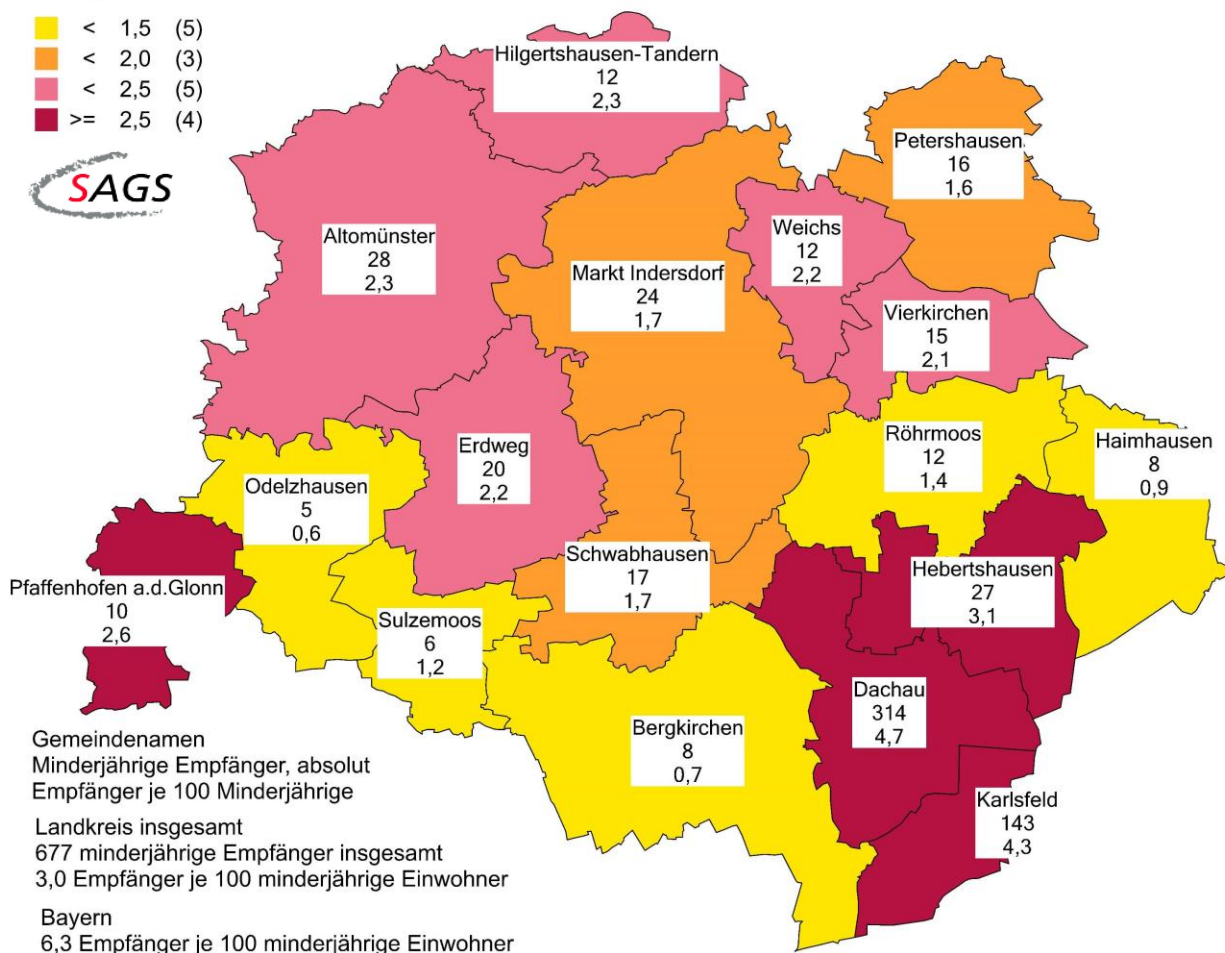 < 1,5 (5)
< 2,0 (3)
< 2,5 (5)
>= 2,5 (4)
SAGS
Hilgertshausen-Tandern
12
2,3
Petershausen
16
1,6
Altomünster
28
2,3
Markt Indersdorf
24
1,7
Weichs
12
2,2
Vierkirchen
15
2,1
Erdweg
20
2,2
Röhrmoos
12
1,4
Haimhausen
8
0,9
Odelzhausen
5
0,6
Schwabhausen
17
1,7
Hebertshausen
27
3,1
Pfaffenhofen a.d.Glonn
10
2,6
Sulzemoos
6
1,2
Dachau
314
4,7
Bergkirchen
8
0,7
Karlsfeld
143
4,3
Gemeindenamen
Minderjährige Empfänger, absolut
Empfänger je 100 Minderjährige
Landkreis insgesamt
677 minderjährige Empfänger insgesamt
3,0 Empfänger je 100 minderjährige Einwohner
Bayern
6,3 Empfänger je 100 minderjährige Einwohner